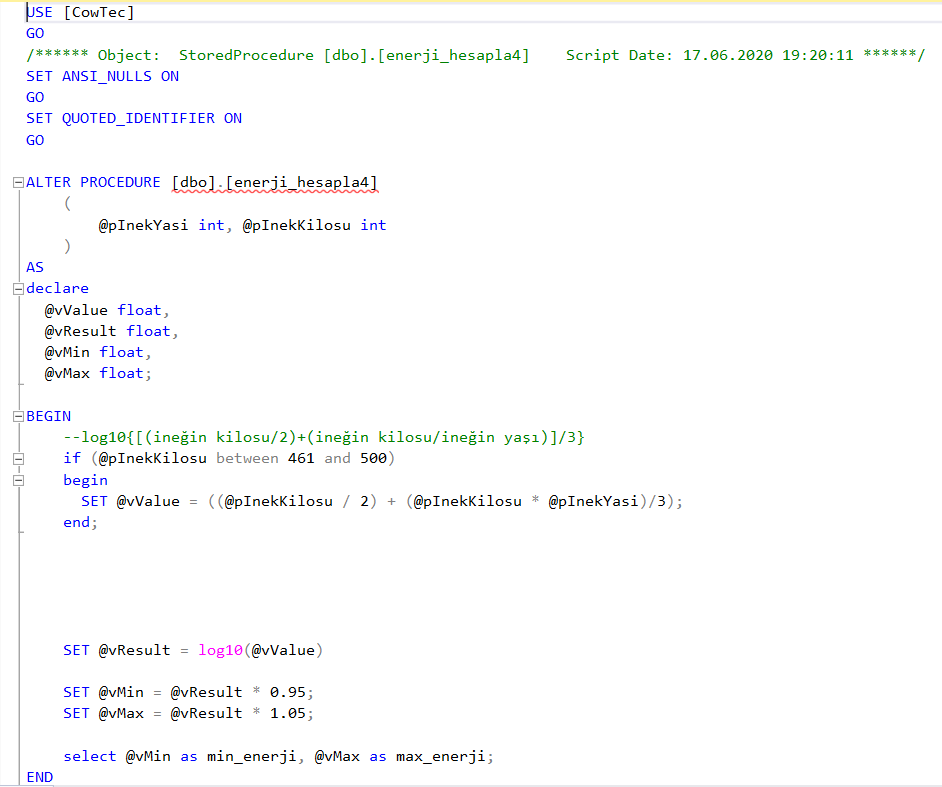 USE [CowTec]
GO
/****** Object:  StoredProcedure [dbo].[enerji_hesapla4]    Script Date: 17.06.2020 19:20:11 ******/
SET ANSI_NULLS ON
GO
SET QUOTED_IDENTIFIER ON
GO
ALTER PROCEDURE [dbo].[enerji_hesapla4]
(
@pInekYasi int, @pInekKilosu int
)
AS
declare
@vValue float,
@vResult float,
@vMin float,
@vMax float;
BEGIN
--log10{[(ineğin kilosu/2)+(ineğin kilosu/ineğin yaşı)]/3}
if (@pInekKilosu between 461 and 500)
begin
SET @vValue = ((@pInekKilosu / 2) + (@pInekKilosu * @pInekYasi)/3);
end;
SET @vResult = log10(@vValue)
SET @vMin = @vResult * 0.95;
SET @vMax = @vResult * 1.05;
select @vMin as min_enerji, @vMax as max_enerji;
END